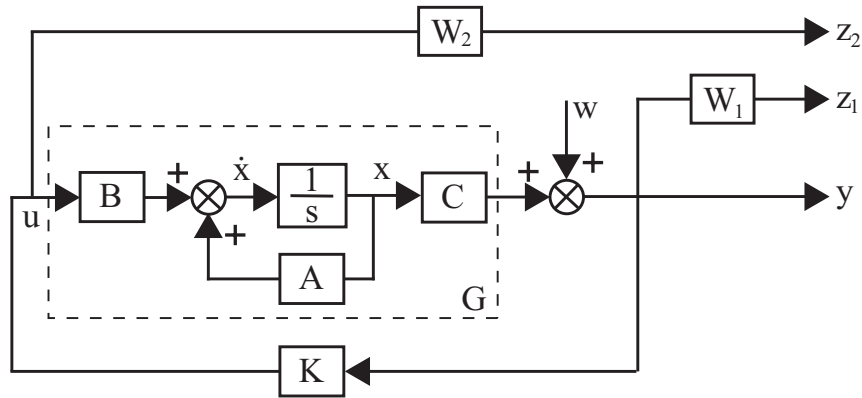 W₂
z₂
W₁
z₁
w
B
+
ẋ
1
s
x
C
+
+
y
u
+
A
G
K